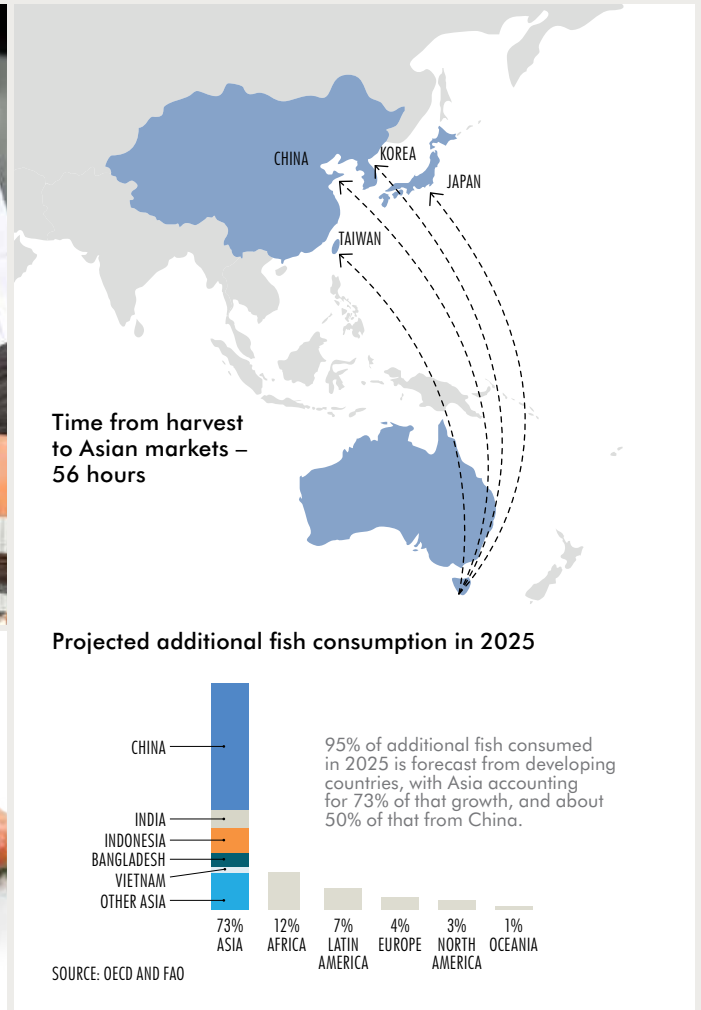 CHINA
KOREA
JAPAN
TAIWAN
Time from harvest
to Asian markets –
56 hours
Projected additional fish consumption in 2025
CHINA
INDIA
INDONESIA
BANGLADESH
VIETNAM
OTHER ASIA
95% of additional fish consumed
in 2025 is forecast from developing
countries, with Asia accounting
for 73% of that growth, and about
50% of that from China.
73%
ASIA
12%
AFRICA
7%
LATIN
AMERICA
4%
EUROPE
3%
NORTH
AMERICA
1%
OCEANIA
SOURCE: OECD AND FAO